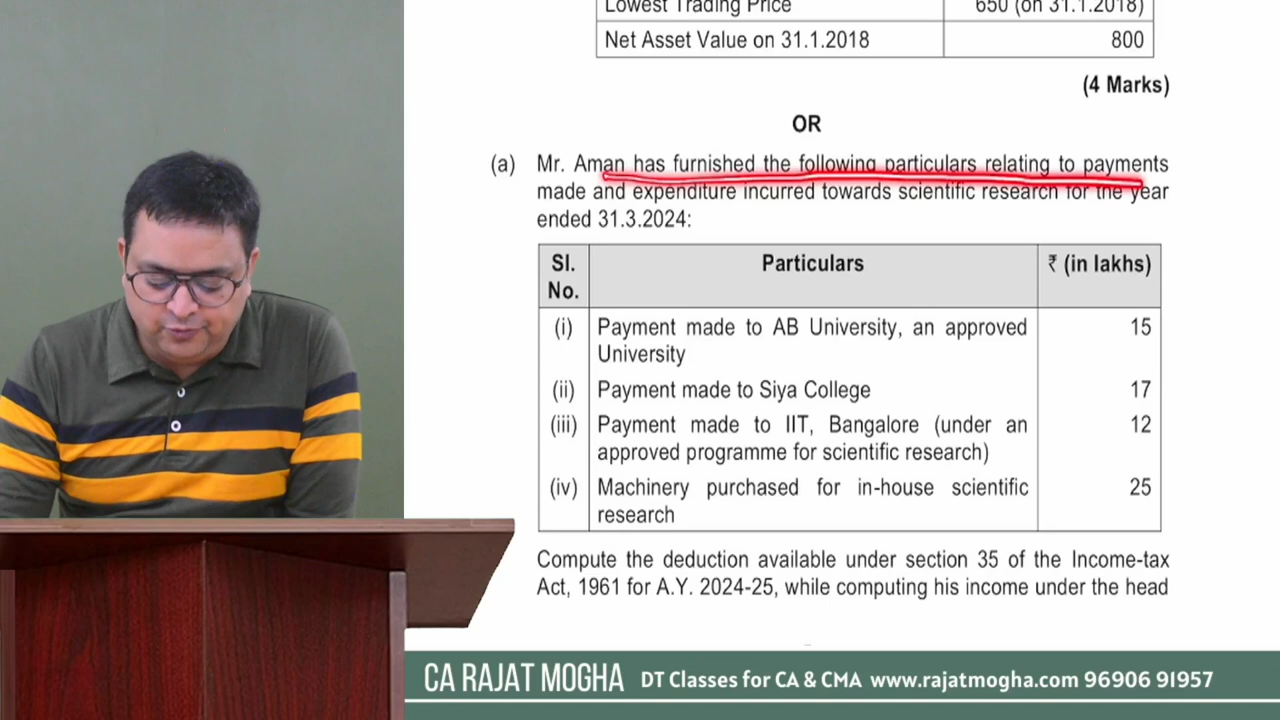 Lowest Trading Price 650 (on 31.1.2018)
Net Asset Value on 31.1.2018 800
(4 Marks)
OR
(a) Mr. Aman has furnished the following particulars relating to payments
made and expenditure incurred towards scientific research for the year
ended 31.3.2024:
Sl. Particulars ₹ (in lakhs)
No.
(i) Payment made to AB University, an approved 15
University
(ii) Payment made to Siya College 17
(iii) Payment made to IIT, Bangalore (under an 12
approved programme for scientific research)
(iv) Machinery purchased for in-house scientific 25
research
Compute the deduction available under section 35 of the Income-tax
Act, 1961 for A.Y. 2024-25, while computing his income under the head
CA RAJAT MOGHA DT Classes for CA & CMA www.rajatmogha.com 96906 91957